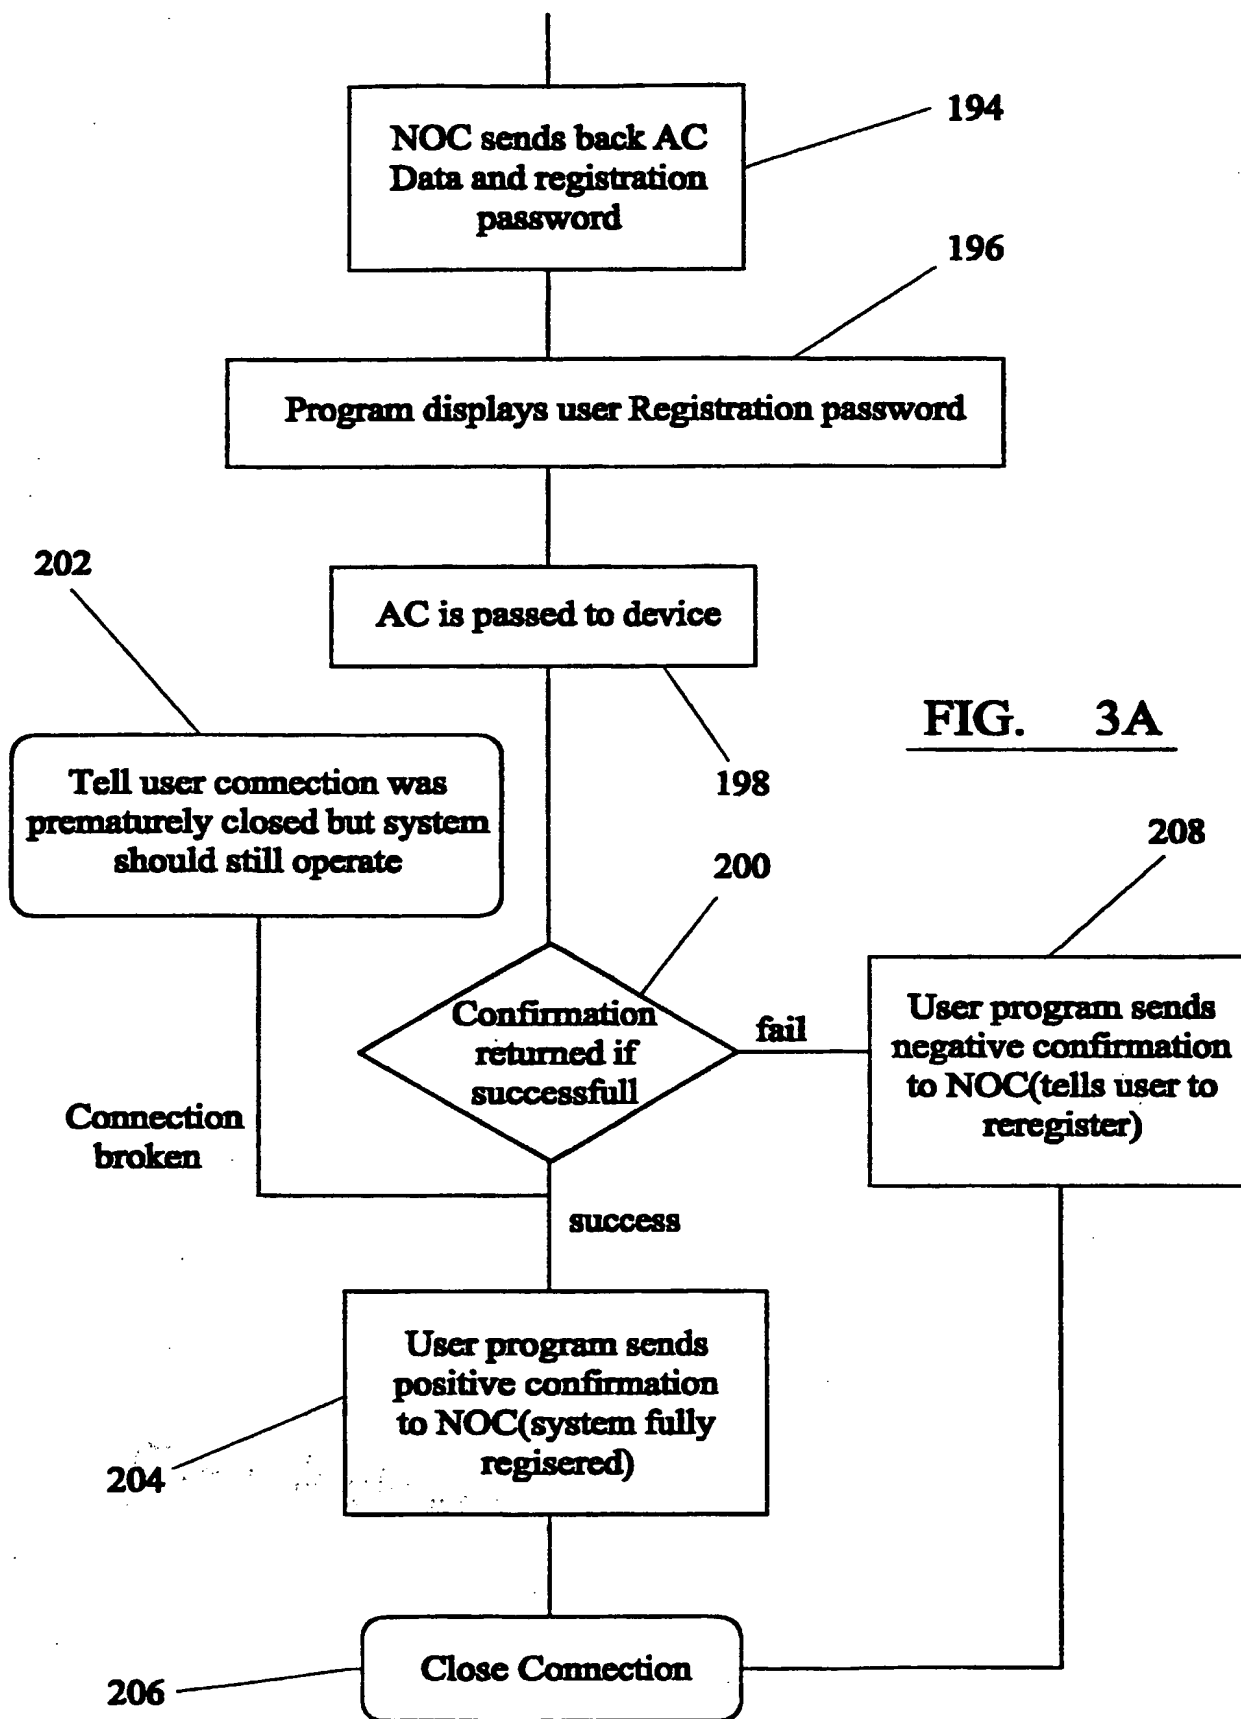 194
NOC sends back AC
Data and registration
password
196
Program displays user Registration password
202
AC is passed to device
FIG. 3A
198
Tell user connection was
prematurely closed but system
should still operate
200
208
Confirmation
returned if
successfull
fail
User program sends
negative confirmation
to NOC(tells user to
reregister)
Connection
broken
success
User program sends
positive confirmation
to NOC(system fully
regisered)
204
Close Connection
206